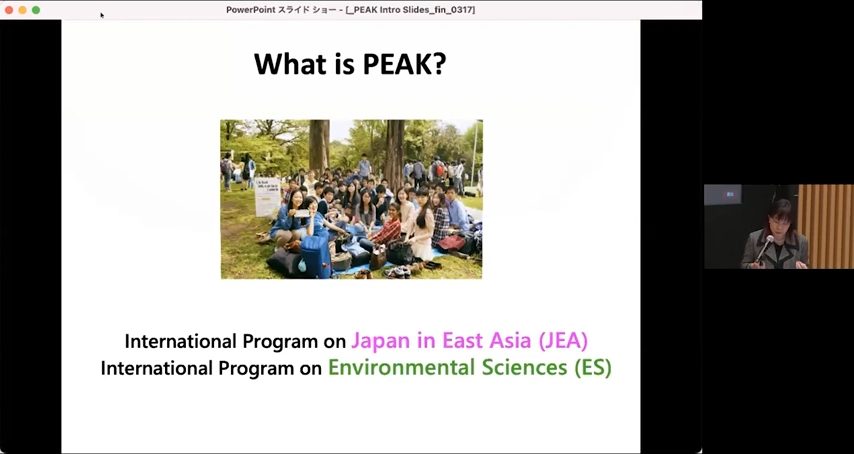 PowerPoint スライド ショー - [_PEAK Intro Slides_fin_0317]
What is PEAK?
International Program on Japan in East Asia (JEA)
International Program on Environmental Sciences (ES)